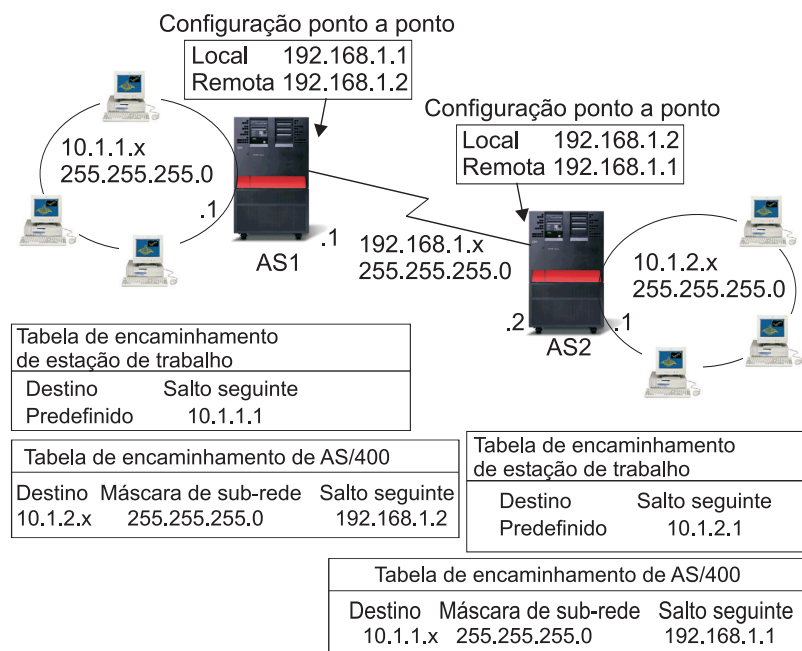 Configuração ponto a ponto
Local 192.168.1.1
Remota 192.168.1.2
10.1.1.x
255.255.255.0
.1
.1
AS1
Configuração ponto a ponto
Local 192.168.1.2
Remota 192.168.1.1
192.168.1.x
255.255.255.0
10.1.2.x
255.255.255.0
.2
.1
AS2
Tabela de encaminhamento
de estação de trabalho
Destino Salto seguinte
Predefinido 10.1.1.1
Tabela de encaminhamento de AS/400
Destino Máscara de sub-rede Salto seguinte
10.1.2.x 255.255.255.0 192.168.1.2
Tabela de encaminhamento
de estação de trabalho
Destino Salto seguinte
Predefinido 10.1.2.1
Tabela de encaminhamento de AS/400
Destino Máscara de sub-rede Salto seguinte
10.1.1.x 255.255.255.0 192.168.1.1